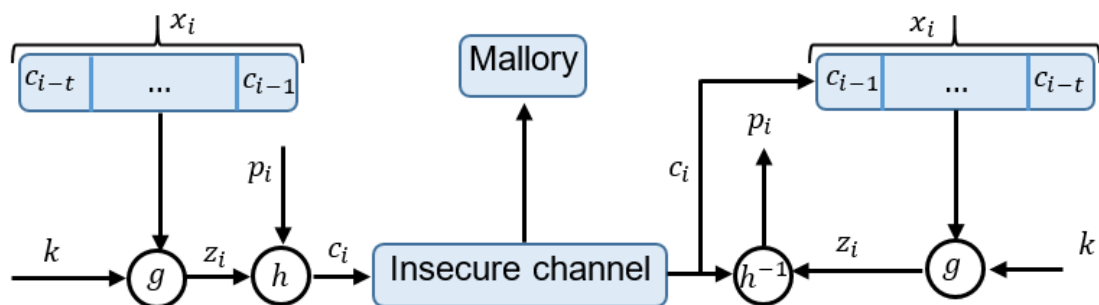 x_i
x_i
c_{i-t} ... c_{i-1}
Mallory
c_{i-1} ... c_{i-t}
p_i
p_i
c_i
k
z_i
c_i
z_i
k
g
h
Insecure channel
h^{-1}
g